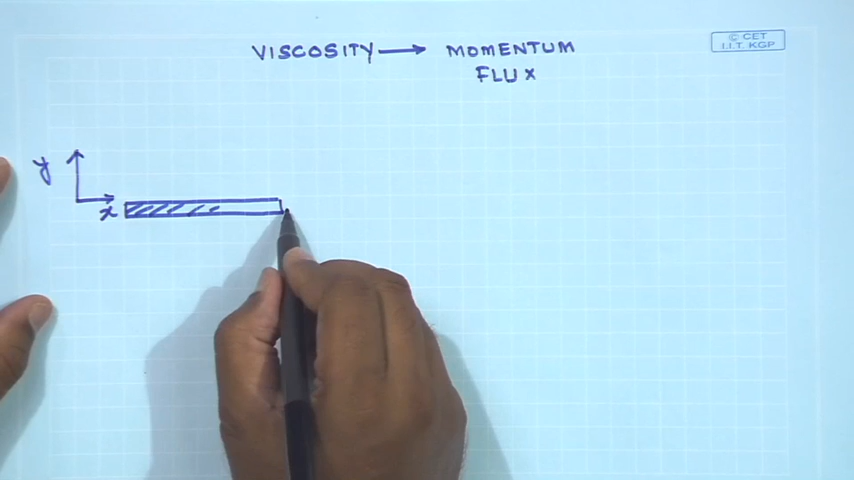 VISCOSITY → MOMENTUM
FLUX
© CET
I.I.T. KGP
y
x